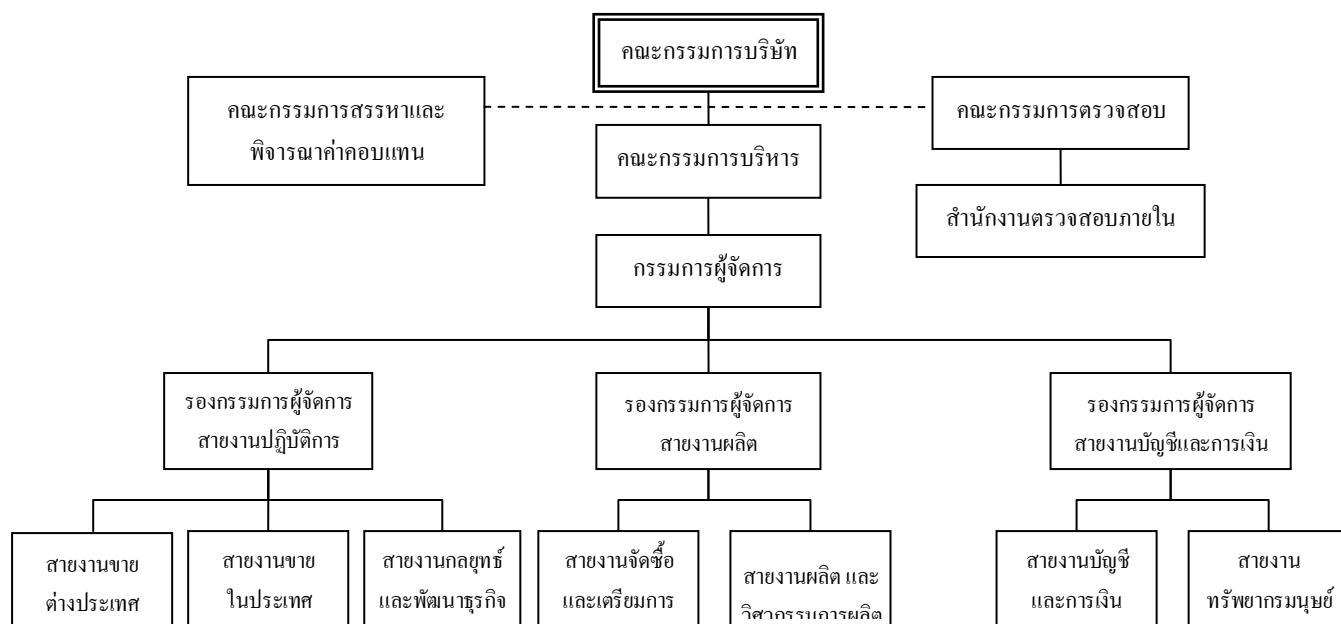 คณะกรรมการบริษัท
คณะกรรมการสรรหาและ
พิจารณาค่าตอบแทน
คณะกรรมการตรวจสอบ
คณะกรรมการบริหาร
สำนักงานตรวจสอบภายใน
กรรมการผู้จัดการ
รองกรรมการผู้จัดการ
สายงานปฏิบัติการ
รองกรรมการผู้จัดการ
สายงานผลิต
รองกรรมการผู้จัดการ
สายงานบัญชีและการเงิน
สายงานขาย
ต่างประเทศ
สายงานขาย
ในประเทศ
สายงานกลยุทธ์
และพัฒนาธุรกิจ
สายงานจัดซื้อ
และเตรียมการ
สายงานผลิต และ
วิศวกรรมการผลิต
สายงานบัญชี
และการเงิน
สายงาน
ทรัพยากรมนุษย์